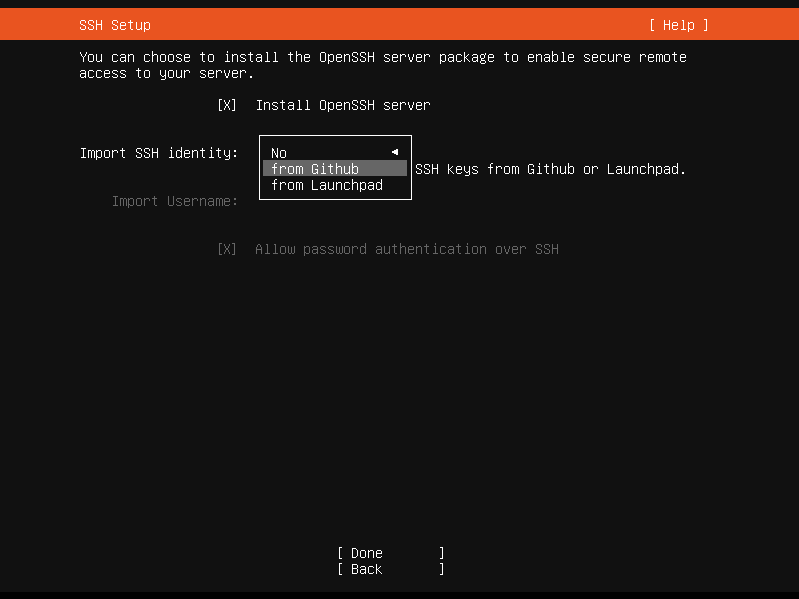 SSH Setup [ Help ]
You can choose to install the OpenSSH server package to enable secure remote
access to your server.
[X] Install OpenSSH server
Import SSH identity: No ◂
from Github SSH keys from Github or Launchpad.
from Launchpad
Import Username:
[X] Allow password authentication over SSH
[ Done ]
[ Back ]